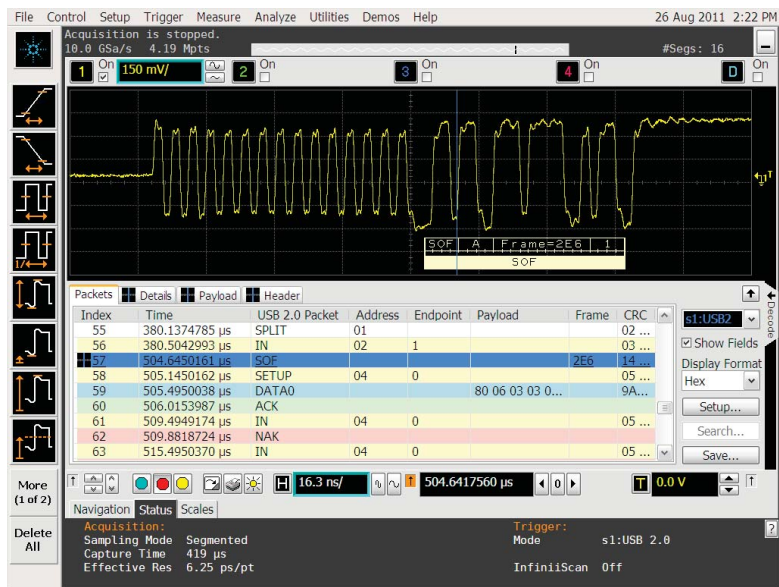 File Control Setup Trigger Measure Analyze Utilities Demos Help 26 Aug 2011 2:22 PM
Acquisition is stopped.
10.0 GSa/s 4.19 Mpts #Segs: 16
1 On 150 mV/ 2 On 3 On 4 On D On
SOF A Frame=2E6 1
SOF
Packets Details Payload Header
Decode
Index Time USB 2.0 Packet Address Endpoint Payload Frame CRC
55 380.1374785 µs SPLIT 01 02 ...
56 380.5042993 µs IN 02 1 03 ...
57 504.6450161 µs SOF 2E6 14 ...
58 505.1450162 µs SETUP 04 0 05 ...
59 505.4950038 µs DATA0 80 06 03 03 0... 9A...
60 506.0153987 µs ACK
61 509.4949174 µs IN 04 0 05 ...
62 509.8818724 µs NAK
63 515.4950370 µs IN 04 0 05 ...
s1:USB2
Show Fields
Display Format
Hex
Setup...
Search...
Save...
More
(1 of 2)
Delete
All
H 16.3 ns/ 504.6417560 µs 0 T 0.0 V
Navigation Status Scales
Acquisition: Trigger:
Sampling Mode Segmented Mode s1:USB 2.0
Capture Time 419 µs
Effective Res 6.25 ps/pt InfiniiScan Off